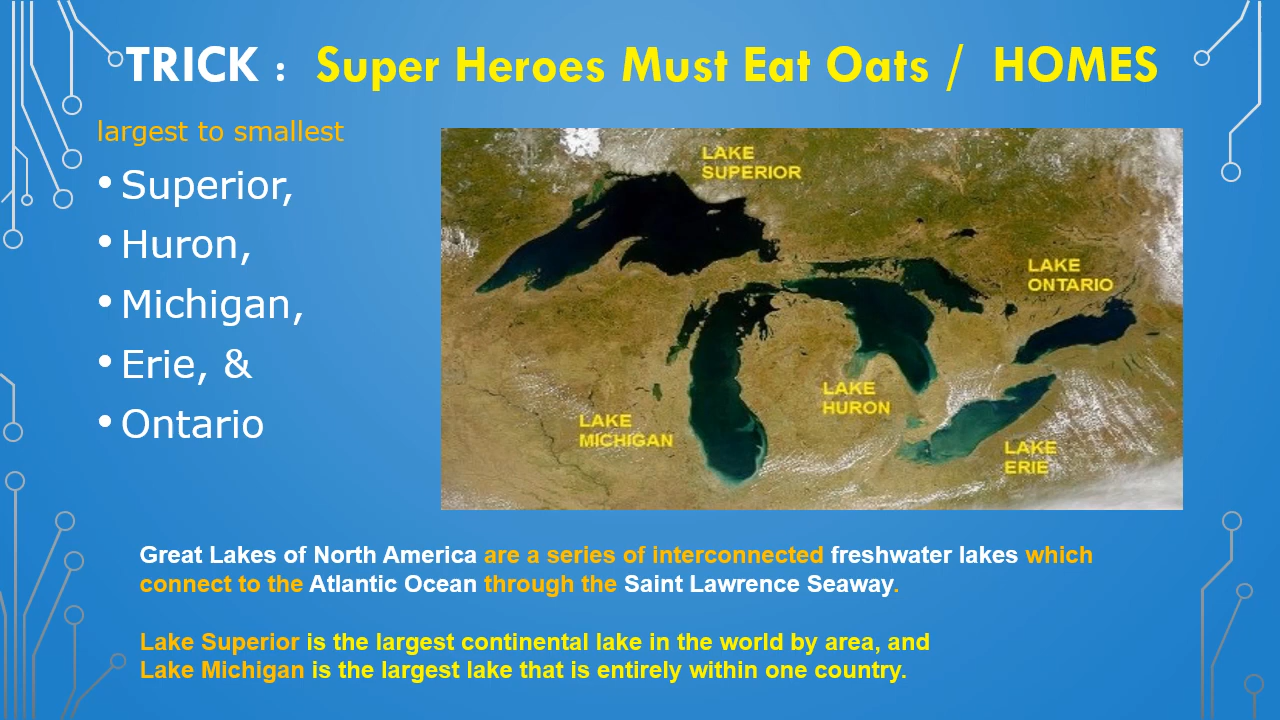 TRICK : Super Heroes Must Eat Oats / HOMES
largest to smallest
• Superior,
• Huron,
• Michigan,
• Erie, &
• Ontario
LAKE
SUPERIOR
LAKE
ONTARIO
LAKE
HURON
LAKE
MICHIGAN
LAKE
ERIE
Great Lakes of North America are a series of interconnected freshwater lakes which
connect to the Atlantic Ocean through the Saint Lawrence Seaway.
Lake Superior is the largest continental lake in the world by area, and
Lake Michigan is the largest lake that is entirely within one country.